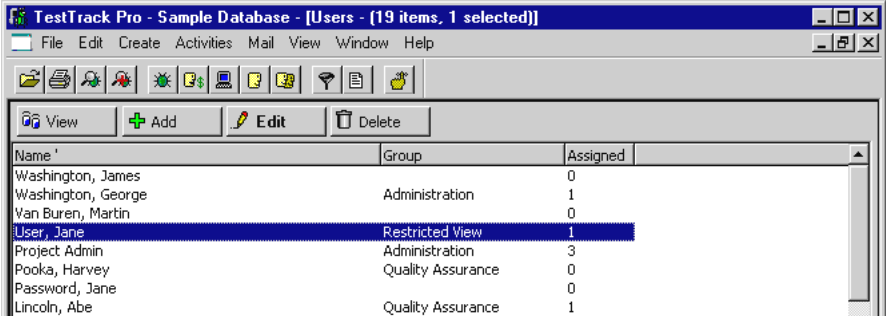 TestTrack Pro - Sample Database - [Users - (19 items, 1 selected)]
File Edit Create Activities Mail View Window Help
View Add Edit Delete
Name ' Group Assigned
Washington, James 0
Washington, George Administration 1
Van Buren, Martin 0
User, Jane Restricted View 1
Project Admin Administration 3
Pooka, Harvey Quality Assurance 0
Password, Jane 0
Lincoln, Abe Quality Assurance 1